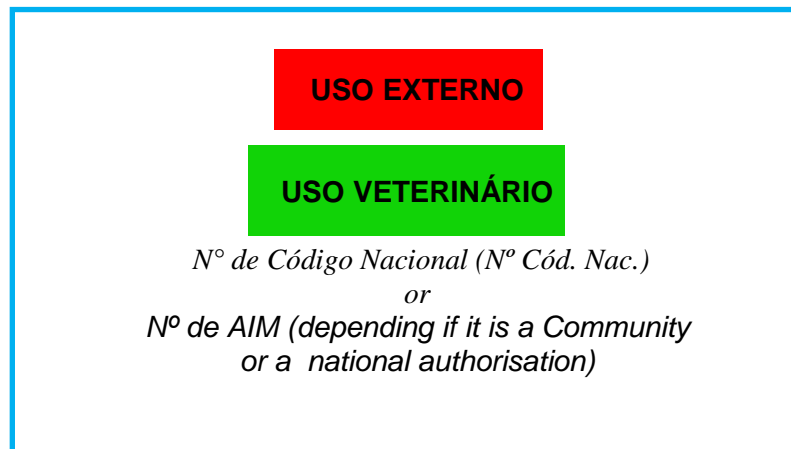 USO EXTERNO
USO VETERINÁRIO
N° de Código Nacional (Nº Cód. Nac.)
or
Nº de AIM (depending if it is a Community
or a national authorisation)